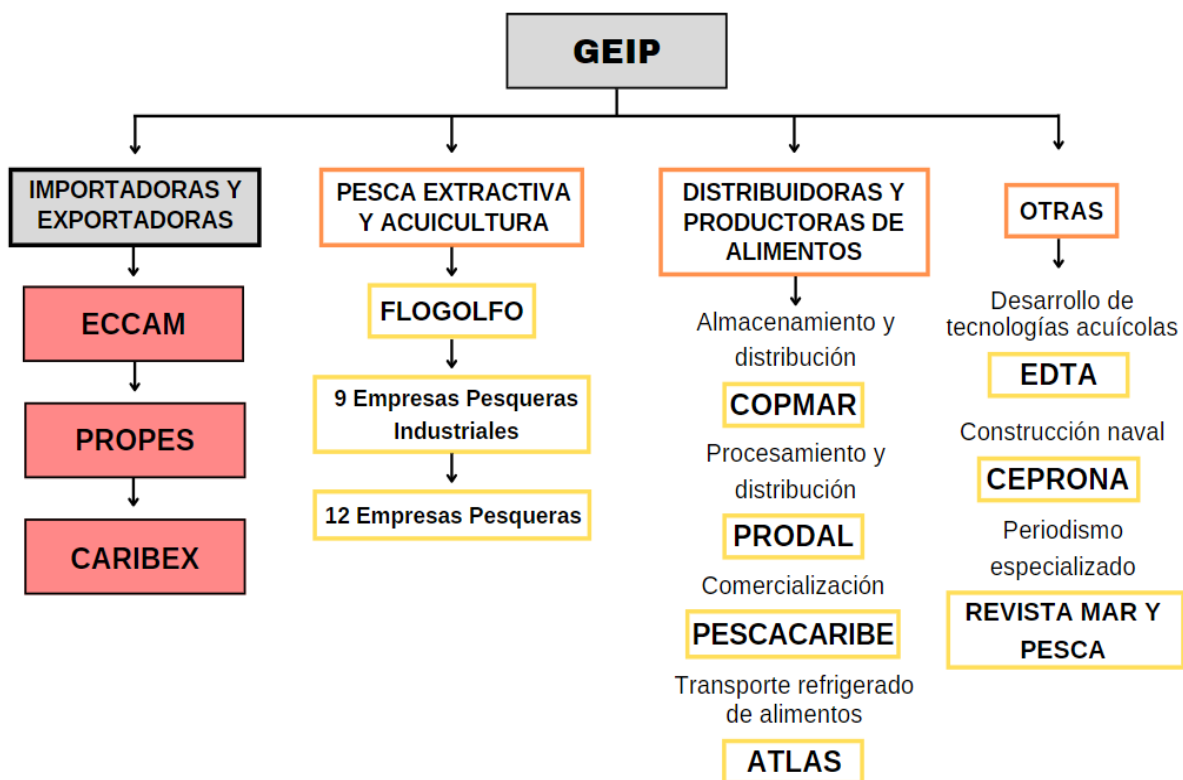 GEIP
IMPORTADORAS Y
EXPORTADORAS
ECCAM
PROPES
CARIBEX
PESCA EXTRACTIVA
Y ACUICULTURA
FLOGOLFO
9 Empresas Pesqueras
Industriales
12 Empresas Pesqueras
DISTRIBUIDORAS Y
PRODUCTORAS DE
ALIMENTOS
Almacenamiento y
distribución
COPMAR
Procesamiento y
distribución
PRODAL
Comercialización
PESCACARIBE
Transporte refrigerado
de alimentos
ATLAS
OTRAS
Desarrollo de
tecnologías acuícolas
EDTA
Construcción naval
CEPRONA
Periodismo
especializado
REVISTA MAR Y
PESCA